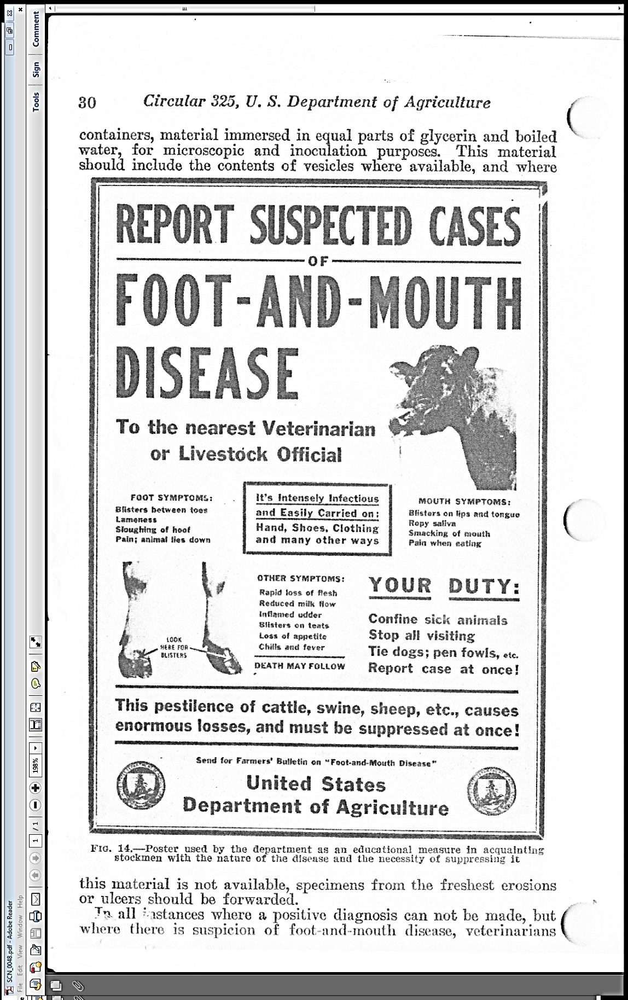 30 Circular 325, U. S. Department of Agriculture
containers, material immersed in equal parts of glycerin and boiled
water, for microscopic and inoculation purposes. This material
should include the contents of vesicles where available, and where
REPORT SUSPECTED CASES
OF
FOOT-AND-MOUTH
DISEASE
To the nearest Veterinarian
or Livestock Official
FOOT SYMPTOMS:
Blisters between toes
Lameness
Sloughing of hoof
Pain; animal lies down
It's Intensely Infectious
and Easily Carried on:
Hand, Shoes, Clothing
and many other ways
MOUTH SYMPTOMS:
Blisters on lips and tongue
Ropy saliva
Smacking of mouth
Pain when eating
LOOK
HERE FOR
BLISTERS
OTHER SYMPTOMS:
Rapid loss of flesh
Reduced milk flow
Inflamed udder
Blisters on teats
Loss of appetite
Chills and fever
DEATH MAY FOLLOW
YOUR DUTY:
Confine sick animals
Stop all visiting
Tie dogs; pen fowls, etc.
Report case at once!
This pestilence of cattle, swine, sheep, etc., causes
enormous losses, and must be suppressed at once!
Send for Farmers' Bulletin on "Foot-and-Mouth Disease"
United States
Department of Agriculture
FIG. 14.—Poster used by the department as an educational measure in acquainting
stockmen with the nature of the disease and the necessity of suppressing it
this material is not available, specimens from the freshest erosions
or ulcers should be forwarded.
In all instances where a positive diagnosis can not be made, but
where there is suspicion of foot-and-mouth disease, veterinarians
SCN_0048.pdf - Adobe Reader
File Edit View Window Help
1 / 1
198%
Tools
Sign
Comment